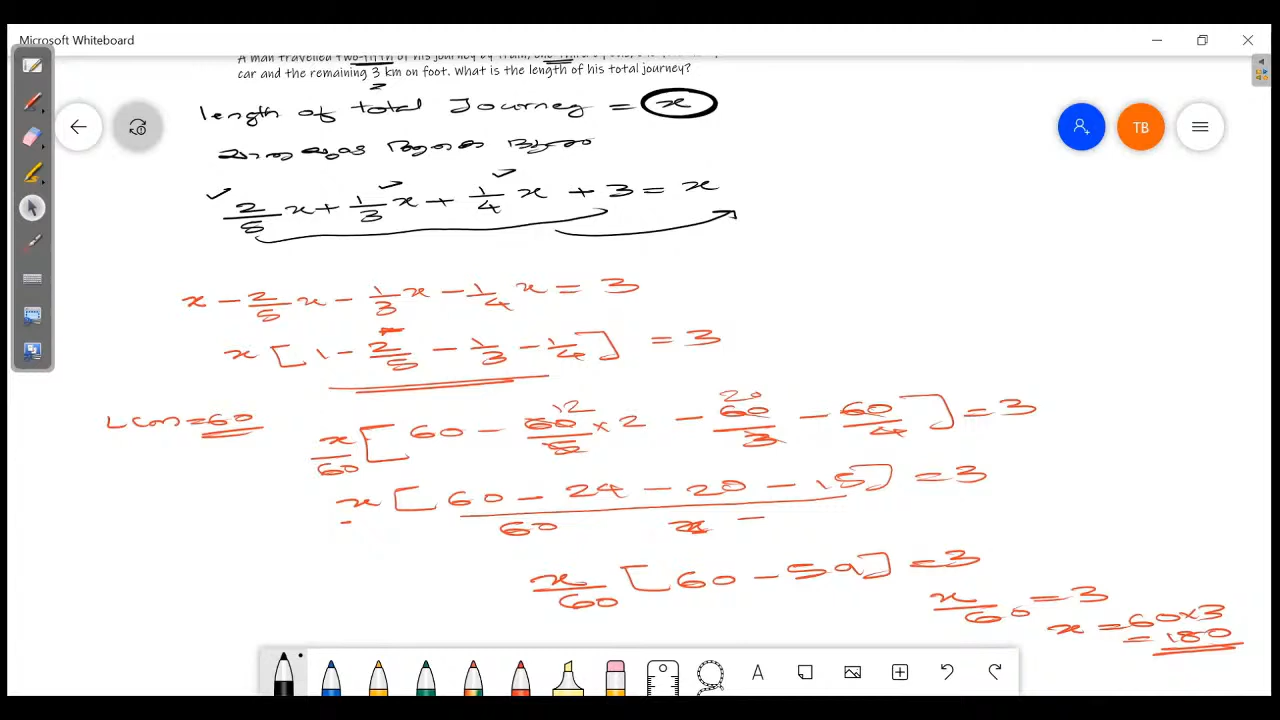 Microsoft Whiteboard
A man travelled two-fifth of his journey by train, one-third by
car and the remaining 3 km on foot. What is the length of his total journey?
length of total Journey = x
2/5 x + 1/3 x + 1/4 x + 3 = x
x - 2/5 x - 1/3 x - 1/4 x = 3
x [1 - 2/5 - 1/3 - 1/4] = 3
LCM = 60
x/60 [60 - 60/5 12 × 2 - 60/3 20 - 60/4] = 3
x [60 - 24 - 20 - 15 / 60] = 3
x/60 [60 - 59] = 3
x/60 = 3
x = 60×3
= 180
TB
A